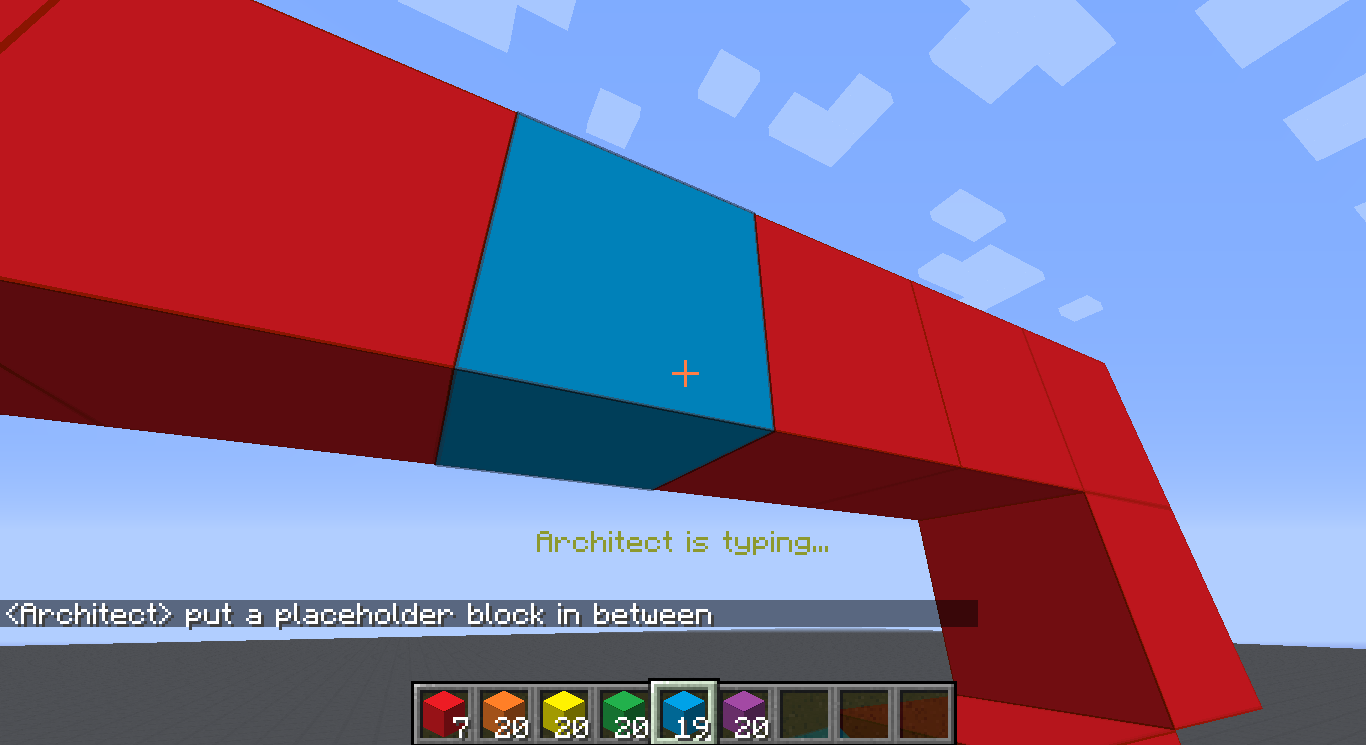 Architect is typing...
<Architect> put a placeholder block in between
7 20 20 20 19 20